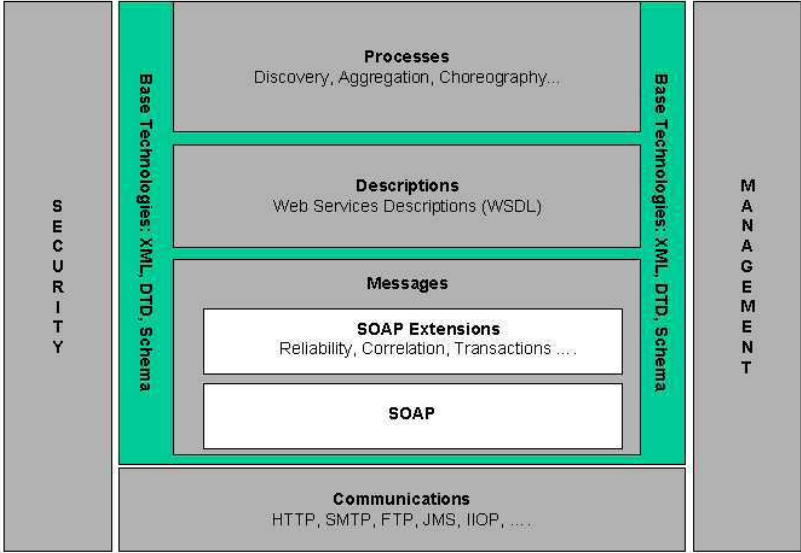 SECURITY
Base Technologies: XML, DTD, Schema
Processes
Discovery, Aggregation, Choreography...
Descriptions
Web Services Descriptions (WSDL)
Messages
SOAP Extensions
Reliability, Correlation, Transactions ....
SOAP
Base Technologies: XML, DTD, Schema
MANAGEMENT
Communications
HTTP, SMTP, FTP, JMS, IIOP, ....